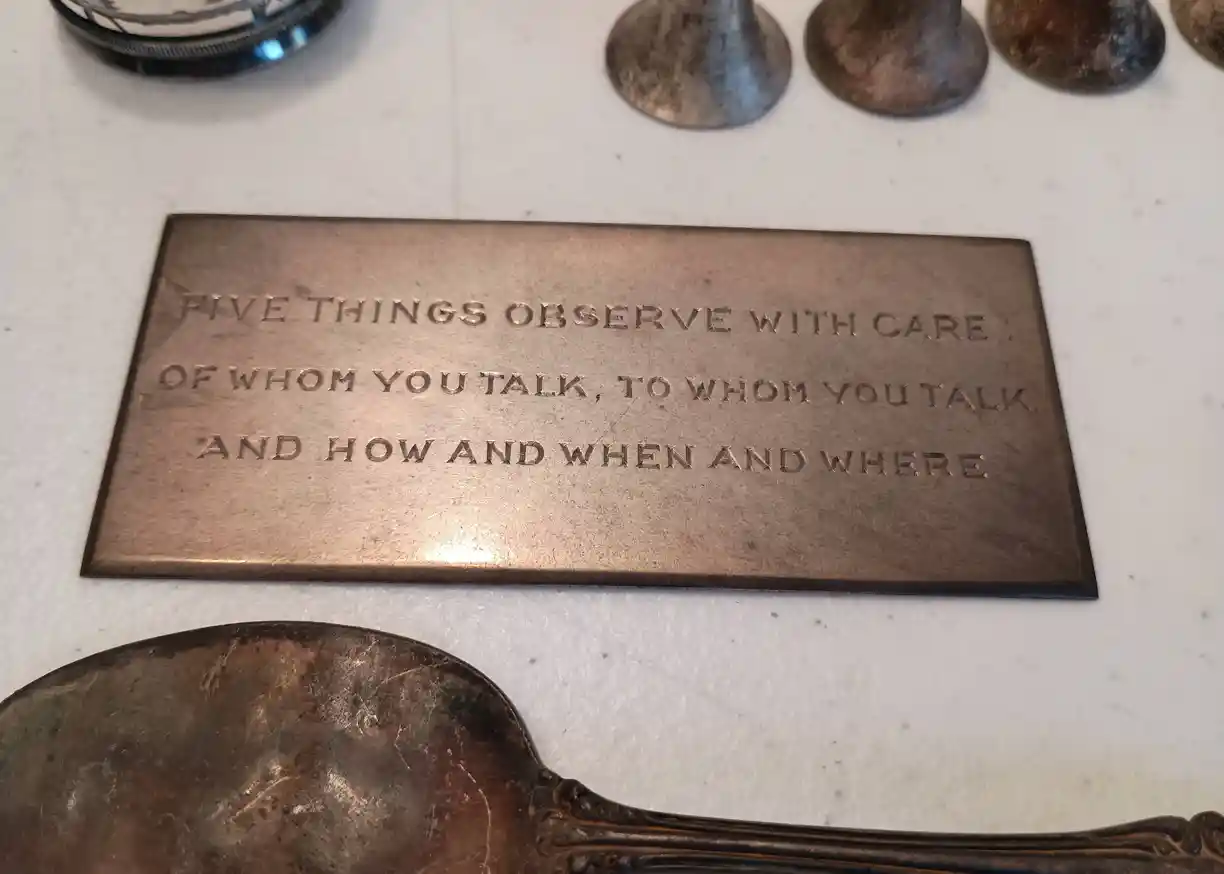 FIVE THINGS OBSERVE WITH CARE:
OF WHOM YOU TALK, TO WHOM YOU TALK
AND HOW AND WHEN AND WHERE